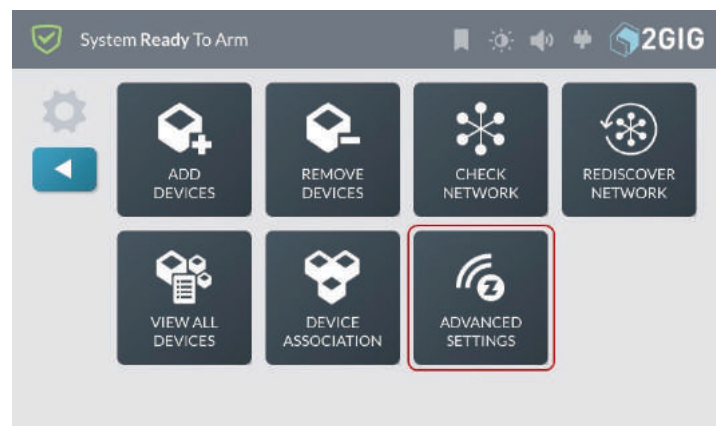 System Ready To Arm
2GIG
ADD
DEVICES
REMOVE
DEVICES
CHECK
NETWORK
REDISCOVER
NETWORK
VIEW ALL
DEVICES
DEVICE
ASSOCIATION
Z
ADVANCED
SETTINGS